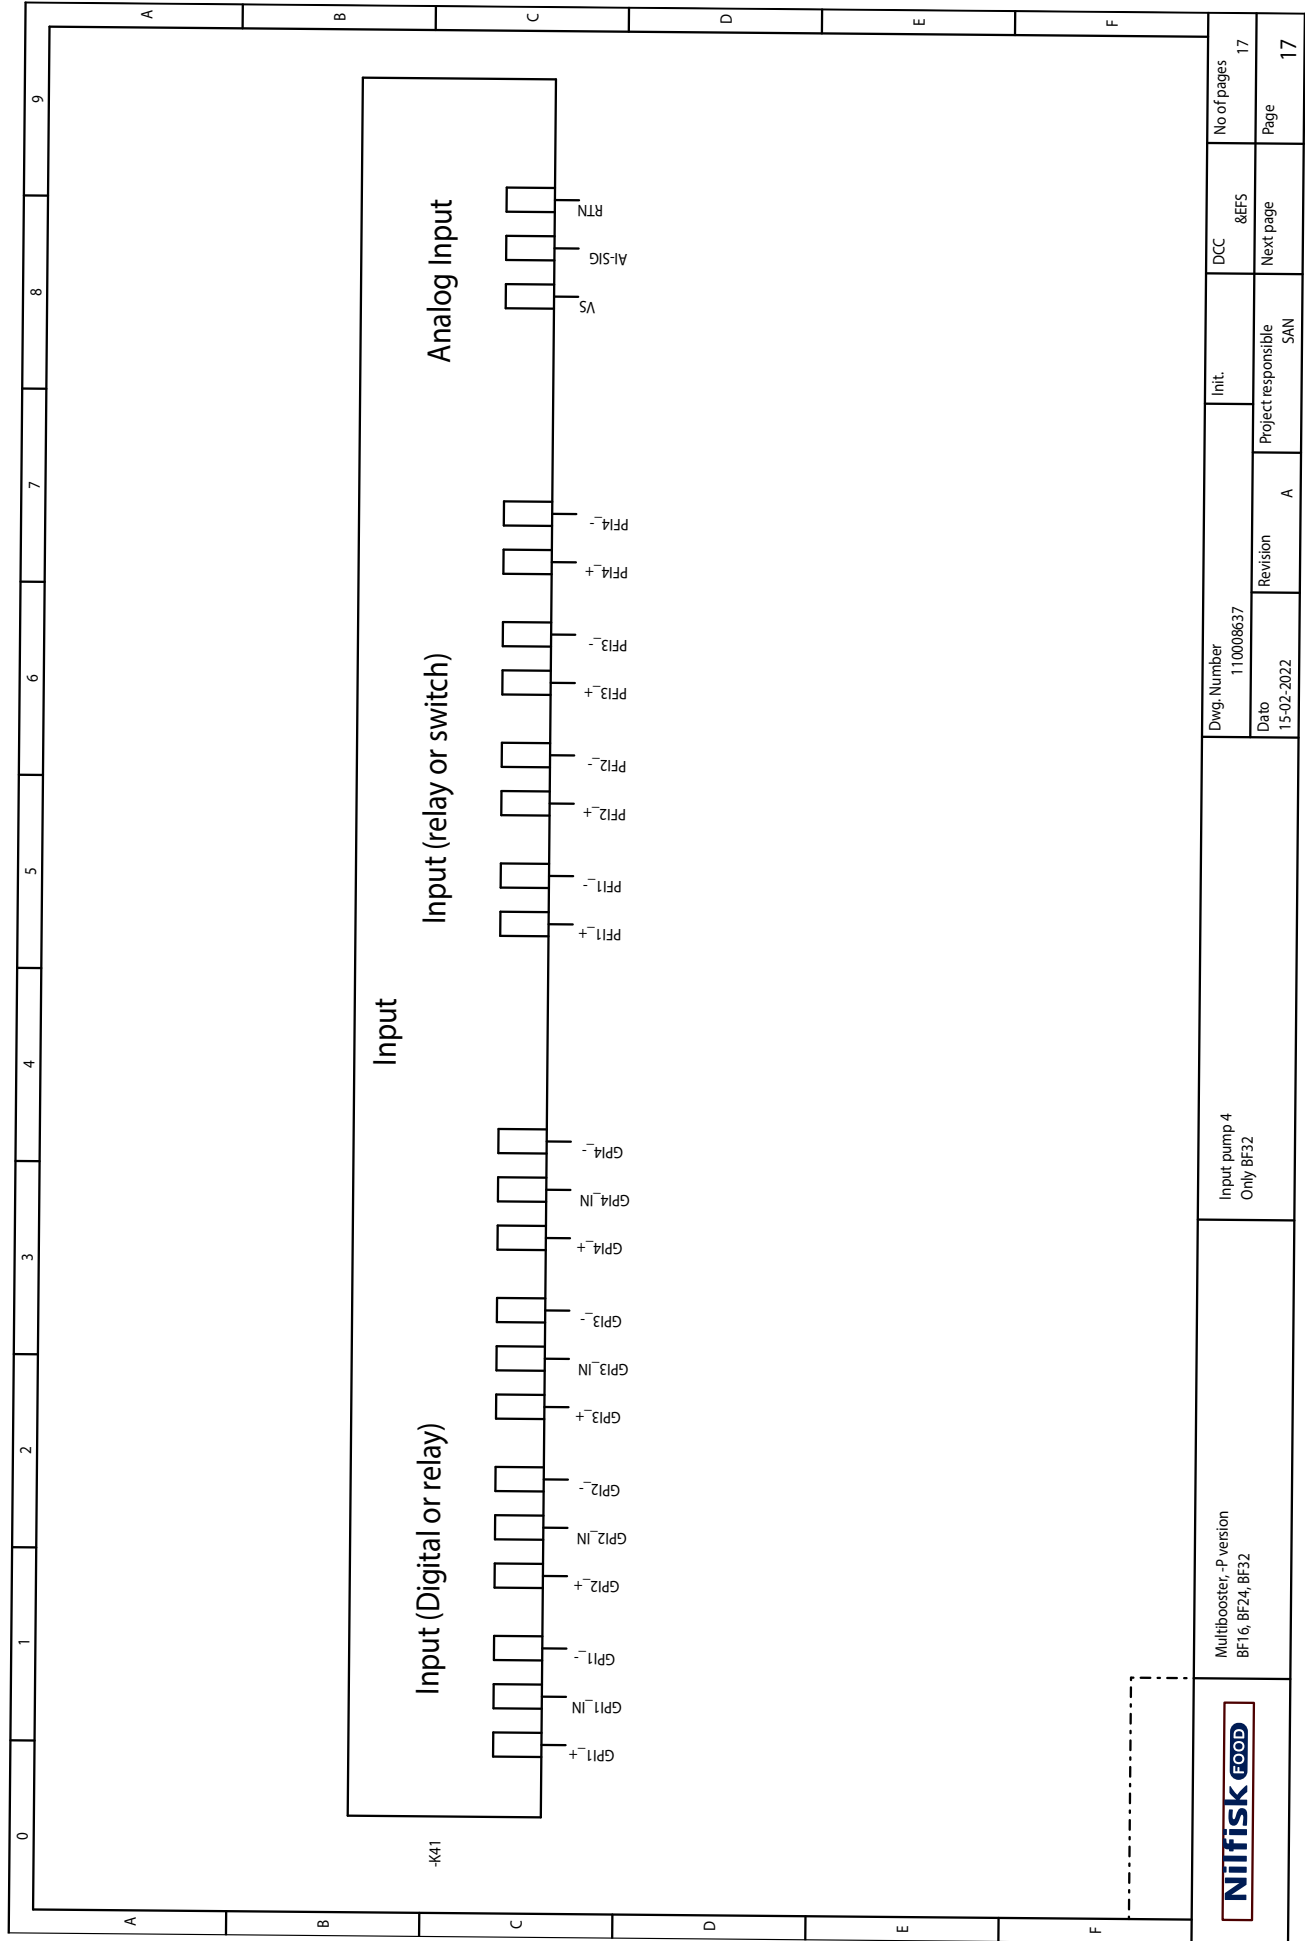 0
1
2
3
4
5
6
7
8
9
A
B
C
D
E
F
A
B
C
D
E
F
-K41
Input
Input (Digital or relay)
Input (relay or switch)
Analog Input
GPI1_+
GPI1_IN
GPI1_-
GPI2_+
GPI2_IN
GPI2_-
GPI3_+
GPI3_IN
GPI3_-
GPI4_+
GPI4_IN
GPI4_-
PFI1_+
PFI1_-
PFI2_+
PFI2_-
PFI3_+
PFI3_-
PFI4_+
PFI4_-
VS
AI-SIG
RTN
Nilfisk FOOD
Multibooster, -P version
BF16, BF24, BF32
Input pump 4
Only BF32
Dwg. Number
110008637
Init.
DCC
&EFS
No of pages
17
Dato
15-02-2022
Revision
A
Project responsible
SAN
Next page
Page
17